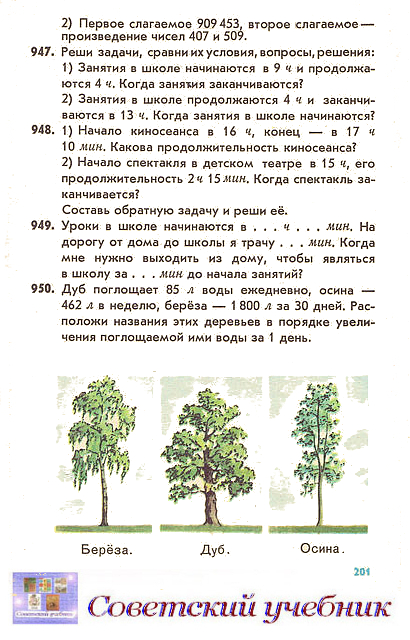 2) Первое слагаемое 909 453, второе слагаемое —
произведение чисел 407 и 509.
947. Реши задачи, сравни их условия, вопросы, решения:
1) Занятия в школе начинаются в 9 ч и продолжа-
ются 4 ч. Когда занятия заканчиваются?
2) Занятия в школе продолжаются 4 ч и заканчи-
ваются в 13 ч. Когда занятия в школе начинаются?
948. 1) Начало киносеанса в 16 ч, конец — в 17 ч
10 мин. Какова продолжительность киносеанса?
2) Начало спектакля в детском театре в 15 ч, его
продолжительность 2 ч 15 мин. Когда спектакль за-
канчивается?
Составь обратную задачу и реши её.
949. Уроки в школе начинаются в . . . ч . . . мин. На
дорогу от дома до школы я трачу . . . мин. Когда
мне нужно выходить из дому, чтобы являться
в школу за . . . мин до начала занятий?
950. Дуб поглощает 85 л воды ежедневно, осина —
462 л в неделю, берёза — 1 800 л за 30 дней. Рас-
положи названия этих деревьев в порядке увели-
чения поглощаемой ими воды за 1 день.
Берёза. Дуб. Осина.
201
Советский учебник